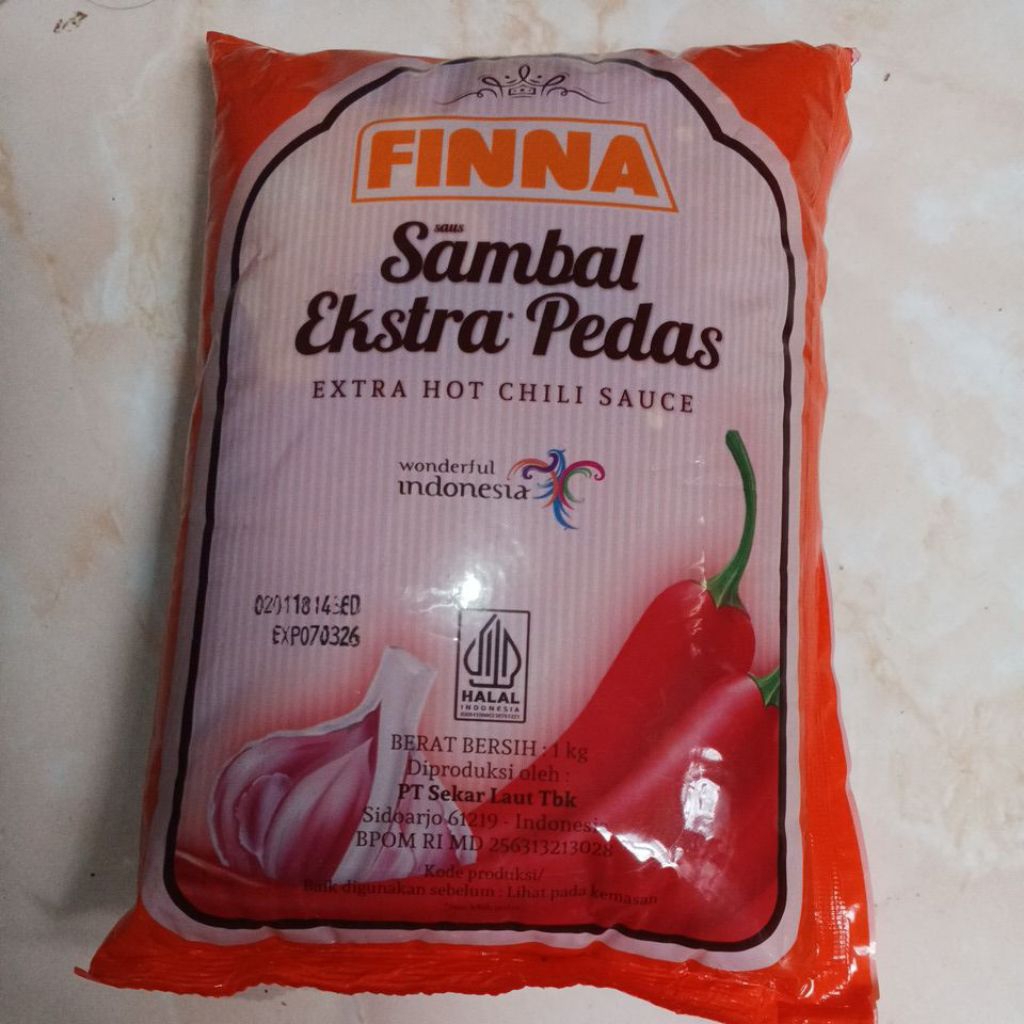 FINNA
saus
Sambal
Ekstra* Pedas
EXTRA HOT CHILI SAUCE
wonderful
indonesia
EXP070326
HALAL
INDONESIA
BERAT BERSIH : 1 kg
Diproduksi oleh :
PT Sekar Laut Tbk
Sidoarjo 61219 - Indonesia
BPOM RI MD 256313213028
Kode produksi/
Baik digunakan sebelum : Lihat pada kemasan